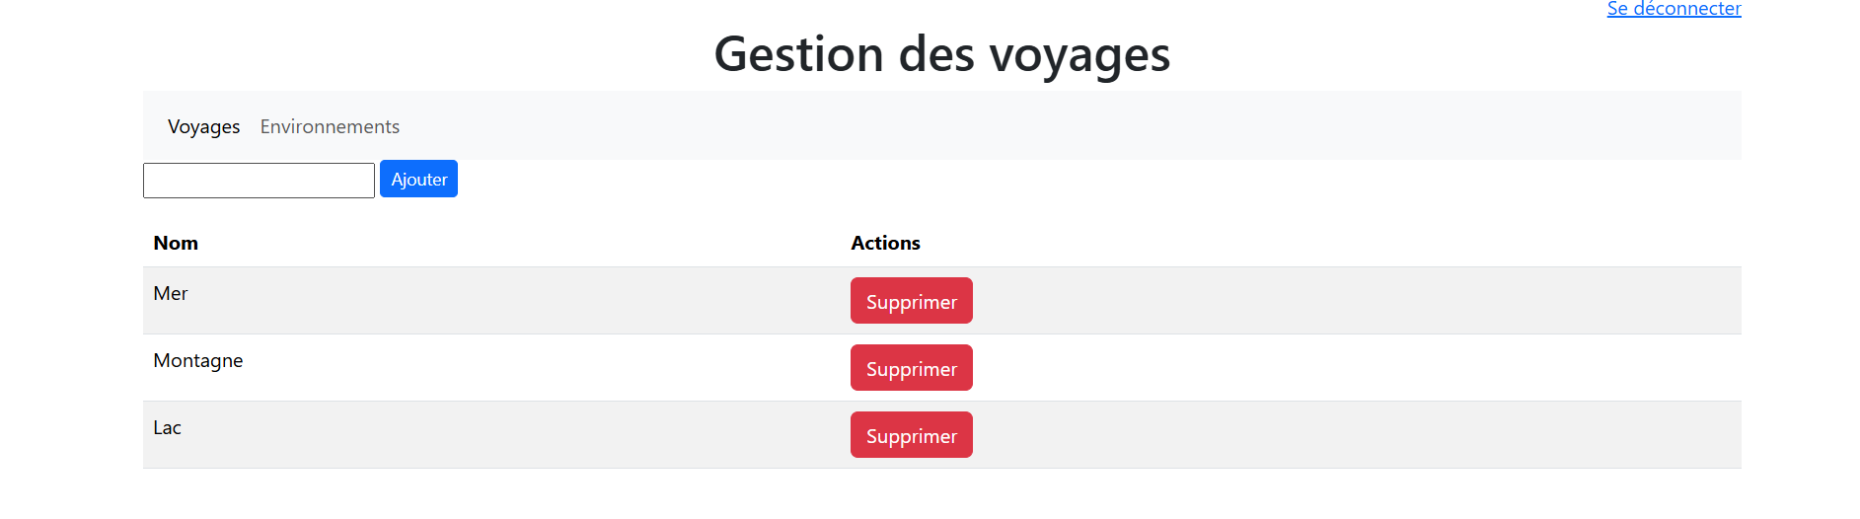 Se déconnecter
Gestion des voyages
Voyages Environnements
Ajouter
Nom Actions
Mer Supprimer
Montagne Supprimer
Lac Supprimer